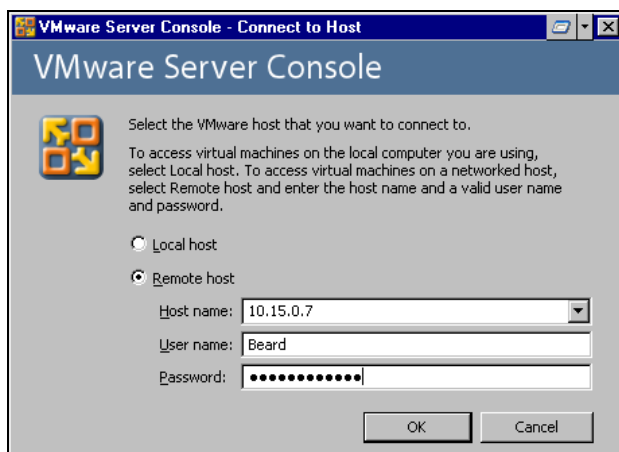 VMware Server Console - Connect to Host
VMware Server Console
Select the VMware host that you want to connect to.
To access virtual machines on the local computer you are using,
select Local host. To access virtual machines on a networked host,
select Remote host and enter the host name and a valid user name
and password.
Local host
Remote host
Host name: 10.15.0.7
User name: Beard
Password: ●●●●●●●●●●●●
OK Cancel